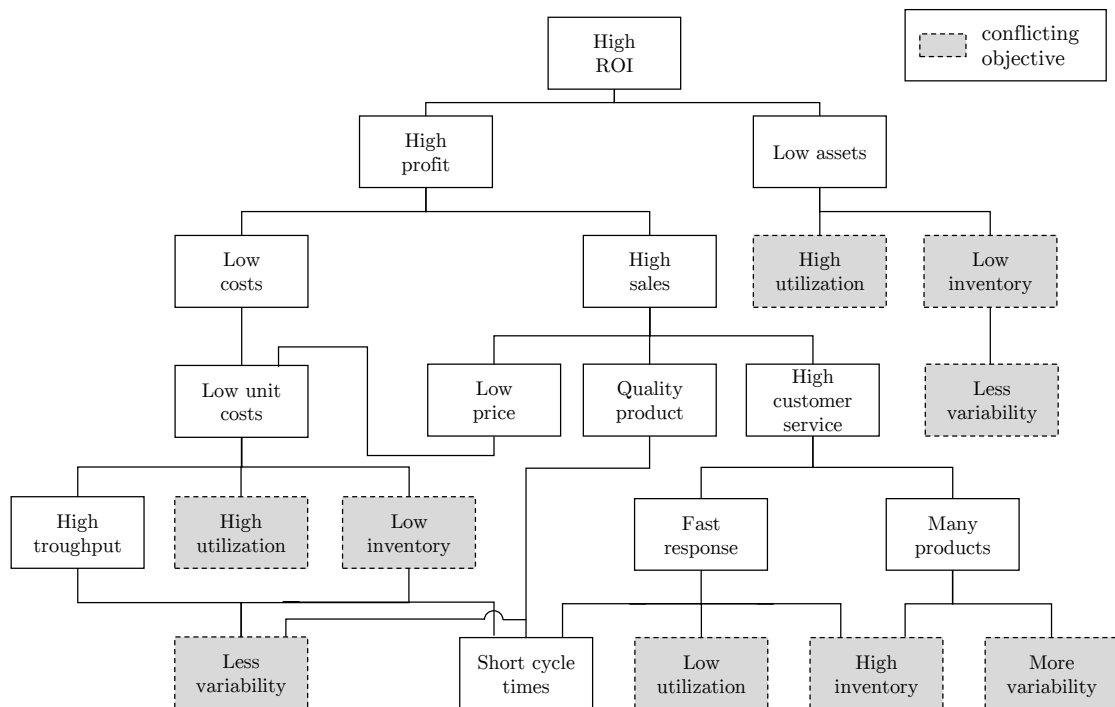 High
ROI
conflicting
objective
High
profit
Low assets
Low
costs
High
sales
High
utilization
Low
inventory
Low unit
costs
Low
price
Quality
product
High
customer
service
Less
variability
High
troughput
High
utilization
Low
inventory
Fast
response
Many
products
Less
variability
Short cycle
times
Low
utilization
High
inventory
More
variability